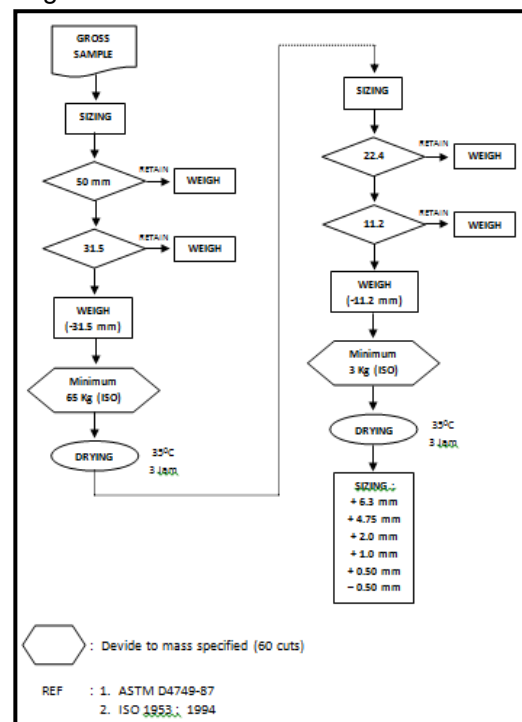 GROSS
SAMPLE
SIZING
50 mm
RETAIN
WEIGH
31.5
RETAIN
WEIGH
WEIGH
(-31.5 mm)
Minimum
65 Kg (ISO)
DRYING
35⁰C
3 Jam
SIZING
22.4
RETAIN
WEIGH
11.2
RETAIN
WEIGH
WEIGH
(-11.2 mm)
Minimum
3 Kg (ISO)
DRYING
35⁰C
3 Jam
SIZING :
+ 6.3 mm
+ 4.75 mm
+ 2.0 mm
+ 1.0 mm
+ 0.50 mm
– 0.50 mm
: Devide to mass specified (60 cuts)
REF : 1. ASTM D4749-87
2. ISO 1953 : 1994